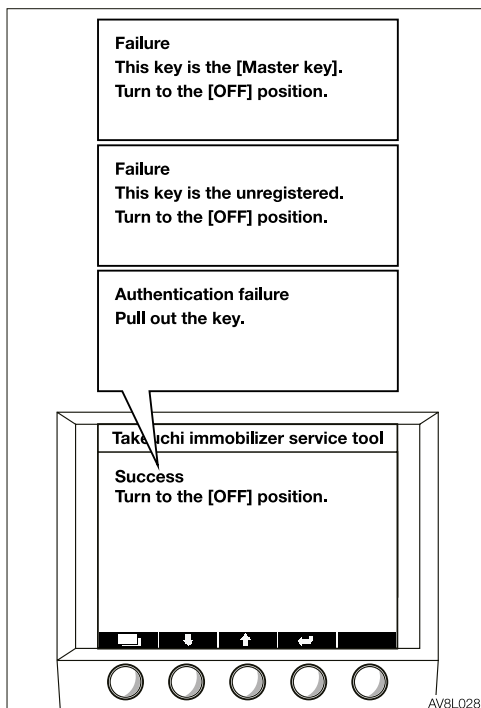 Failure
This key is the [Master key].
Turn to the [OFF] position.
Failure
This key is the unregistered.
Turn to the [OFF] position.
Authentication failure
Pull out the key.
Takeuchi immobilizer service tool
Success
Turn to the [OFF] position.
AV8L028